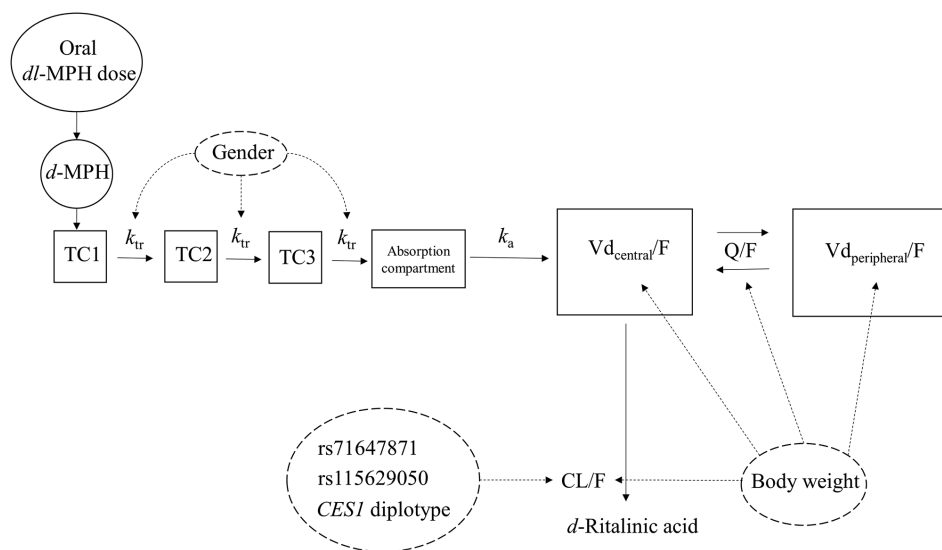 Oral
dl-MPH dose
d-MPH
Gender
TC1
ktr
TC2
ktr
TC3
ktr
Absorption
compartment
ka
Vdcentral/F
Q/F
Vdperipheral/F
rs71647871
rs115629050
CES1 diplotype
CL/F
Body weight
d-Ritalinic acid